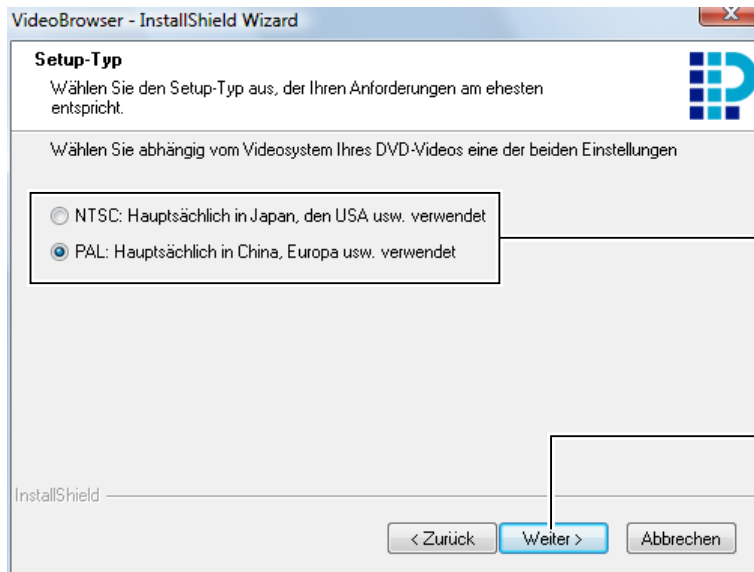 VideoBrowser - InstallShield Wizard
Setup-Typ
Wählen Sie den Setup-Typ aus, der Ihren Anforderungen am ehesten
entspricht.
Wählen Sie abhängig vom Videosystem Ihres DVD-Videos eine der beiden Einstellungen
NTSC: Hauptsächlich in Japan, den USA usw. verwendet
PAL: Hauptsächlich in China, Europa usw. verwendet
InstallShield
< Zurück
Weiter >
Abbrechen